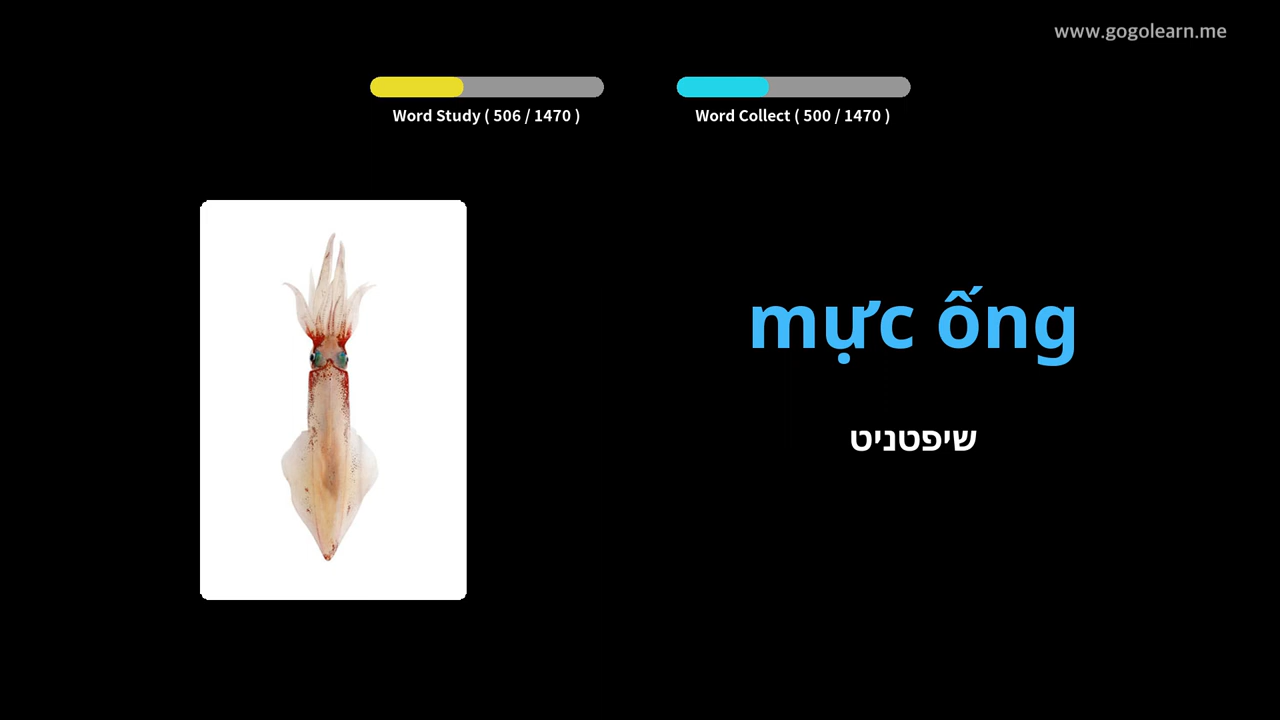 www.gogolearn.me
Word Study ( 506 / 1470 )
Word Collect ( 500 / 1470 )
mực ống
שיפטניט